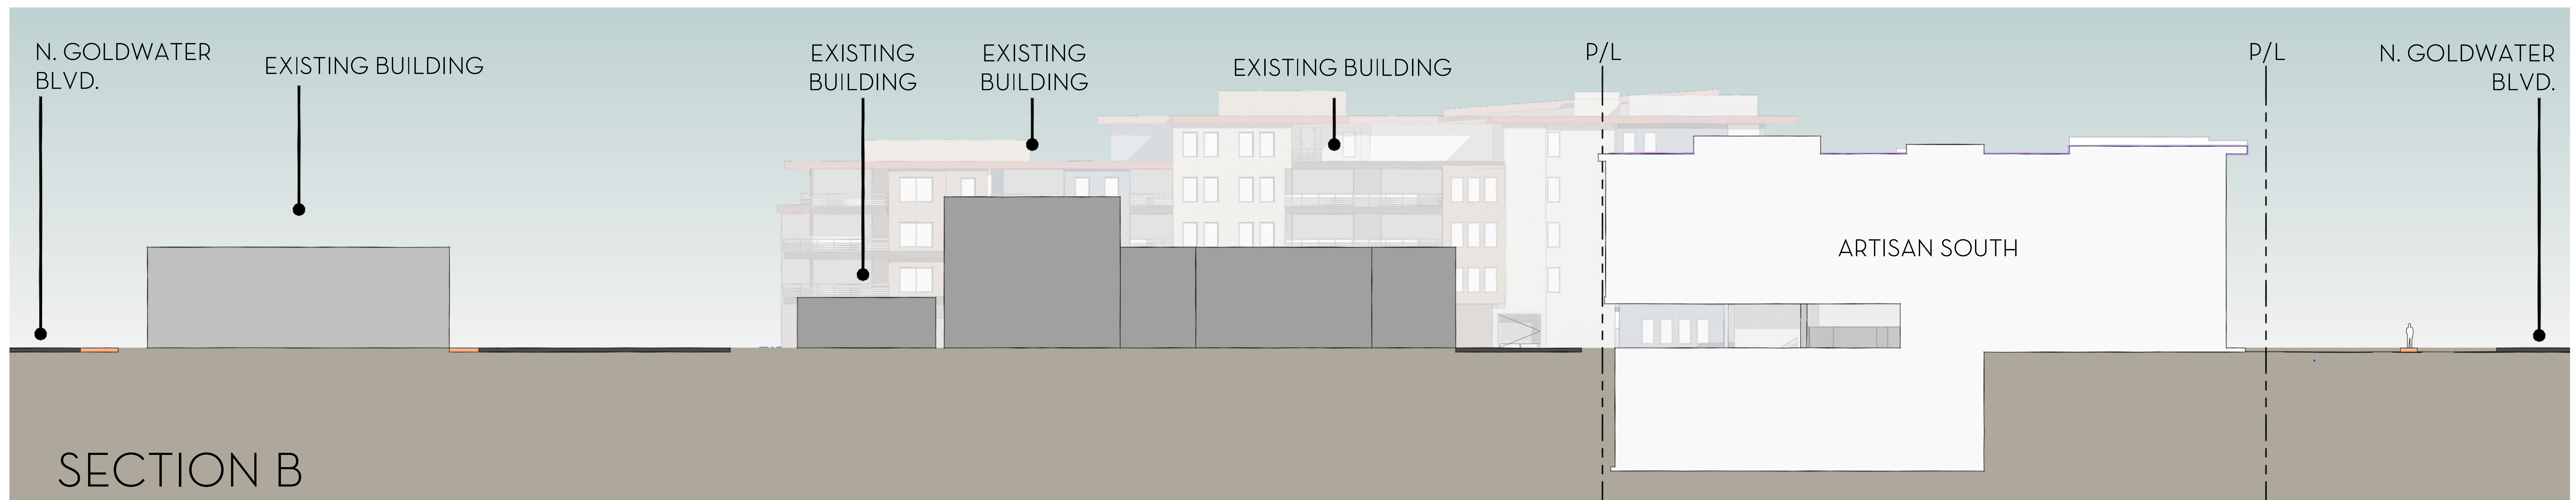 N. GOLDWATER
BLVD.
EXISTING BUILDING
EXISTING
BUILDING
EXISTING
BUILDING
EXISTING BUILDING
P/L
P/L
N. GOLDWATER
BLVD.
ARTISAN SOUTH
SECTION B